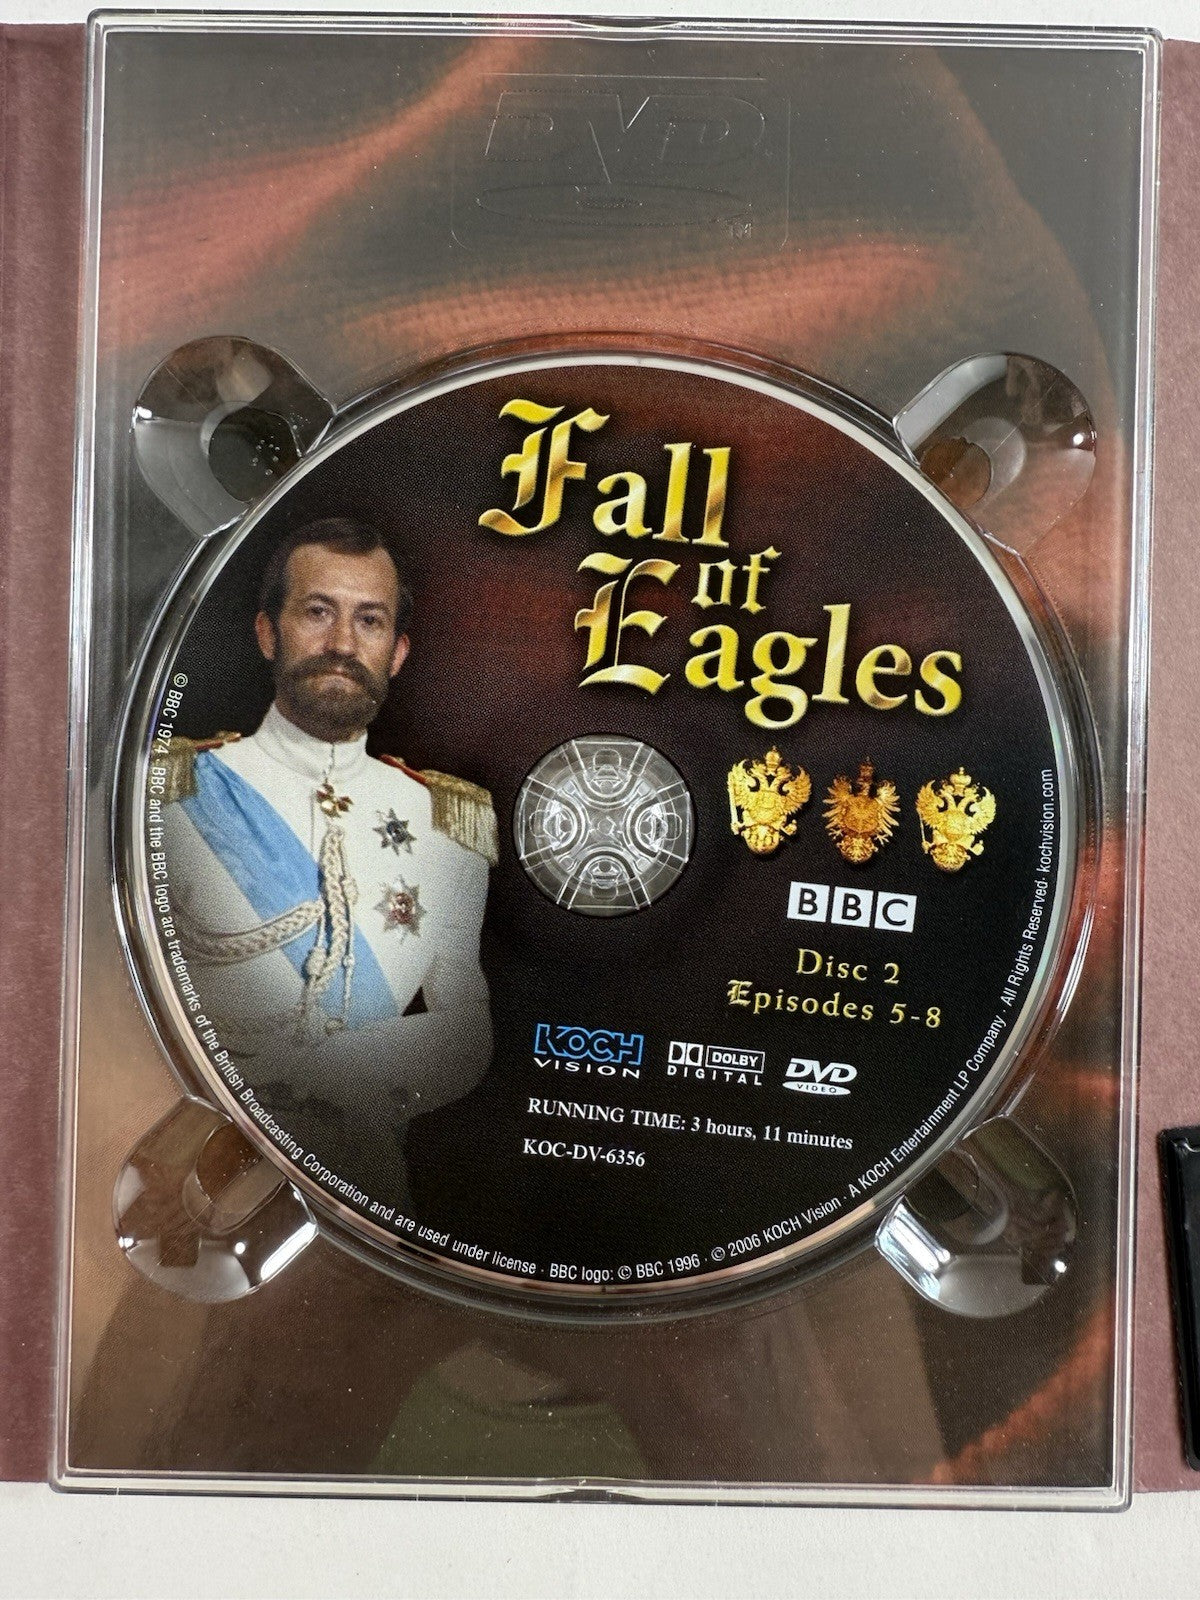 DVD
TM
Fall
of
Eagles
BBC
Disc 2
Episodes 5-8
KOCH
VISION
DOLBY
DIGITAL
DVD
VIDEO
RUNNING TIME: 3 hours, 11 minutes
KOC-DV-6356
© BBC 1974. BBC and the BBC logo are trademarks of the British Broadcasting Corporation and are used under license · BBC logo: © BBC 1996 · © 2006 KOCH Vision · A KOCH Entertainment LP Company · All Rights Reserved· kochvision.com